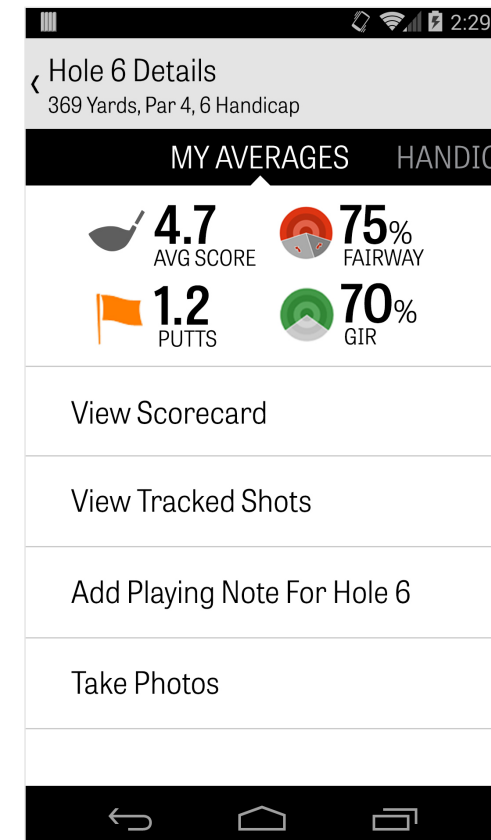 2:29
Hole 6 Details
369 Yards, Par 4, 6 Handicap
MY AVERAGES HANDIC
4.7
AVG SCORE
75%
FAIRWAY
1.2
PUTTS
70%
GIR
View Scorecard
View Tracked Shots
Add Playing Note For Hole 6
Take Photos